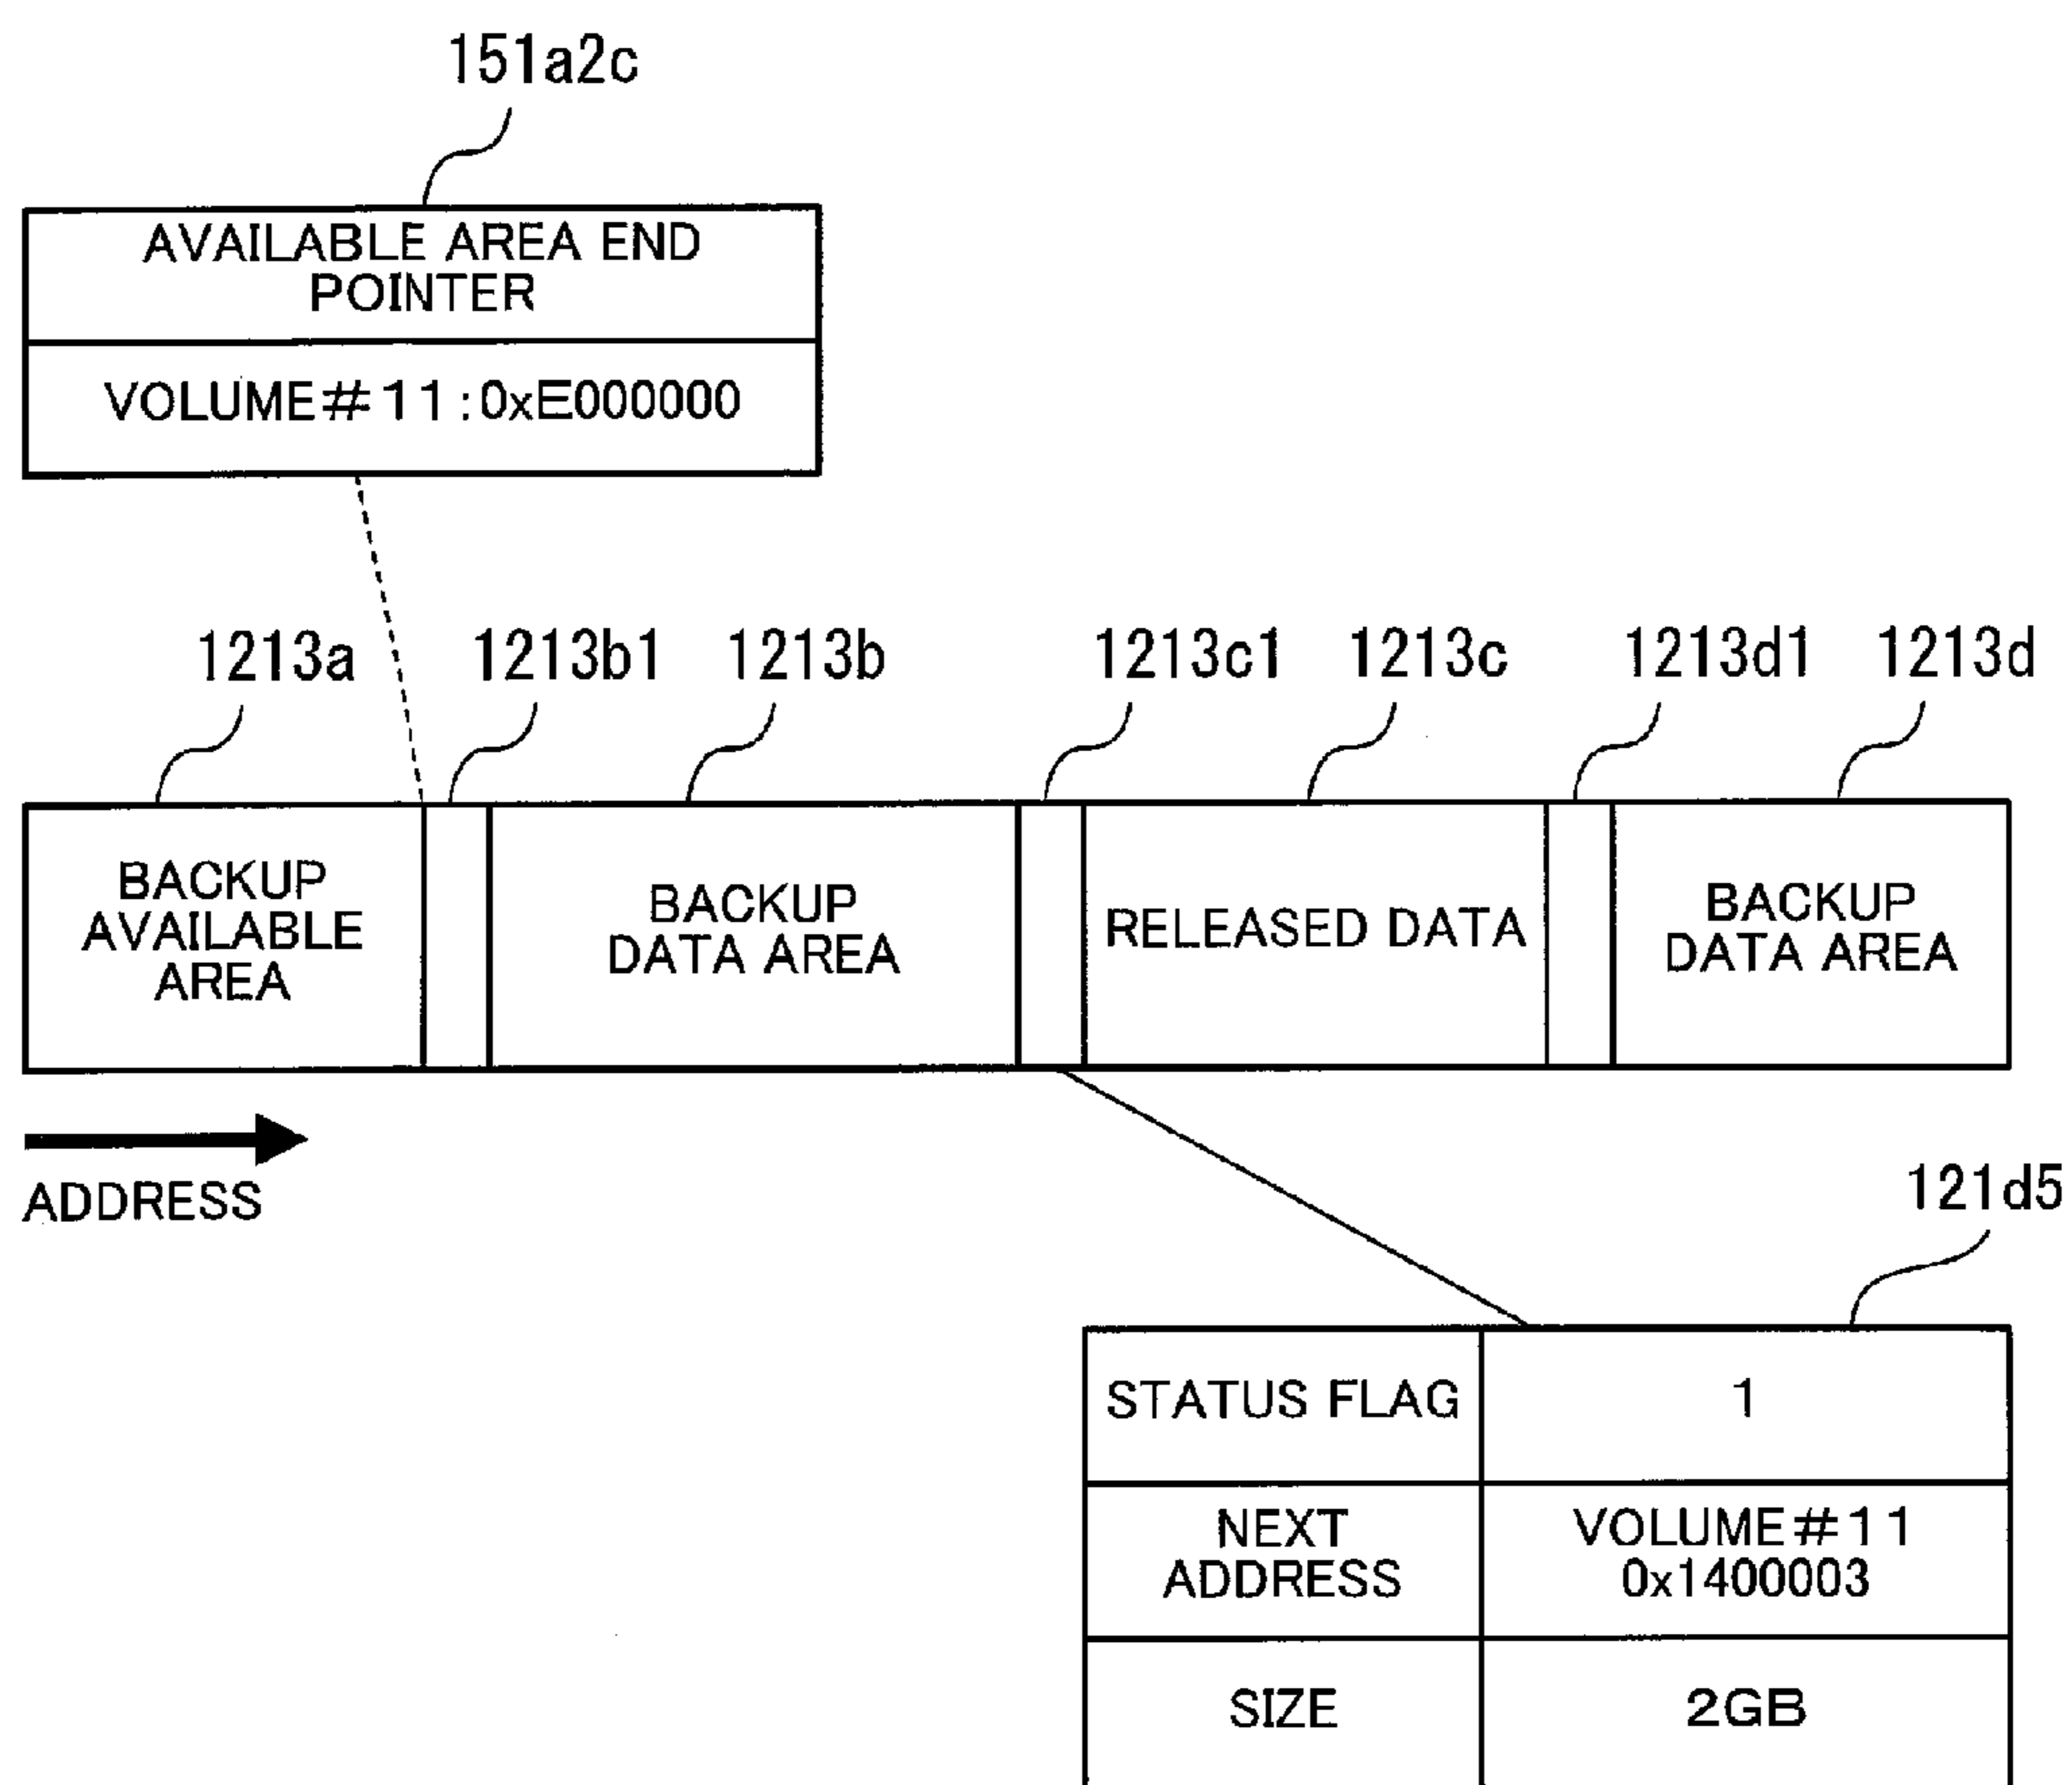 151a2c
AVAILABLE AREA END
POINTER
VOLUME#11:0xE000000
1213a
1213b1
1213b
1213c1
1213c
1213d1
1213d
BACKUP
AVAILABLE
AREA
BACKUP
DATA AREA
RELEASED DATA
BACKUP
DATA AREA
ADDRESS
121d5
STATUS FLAG
1
NEXT
ADDRESS
VOLUME#11
0x1400003
SIZE
2GB